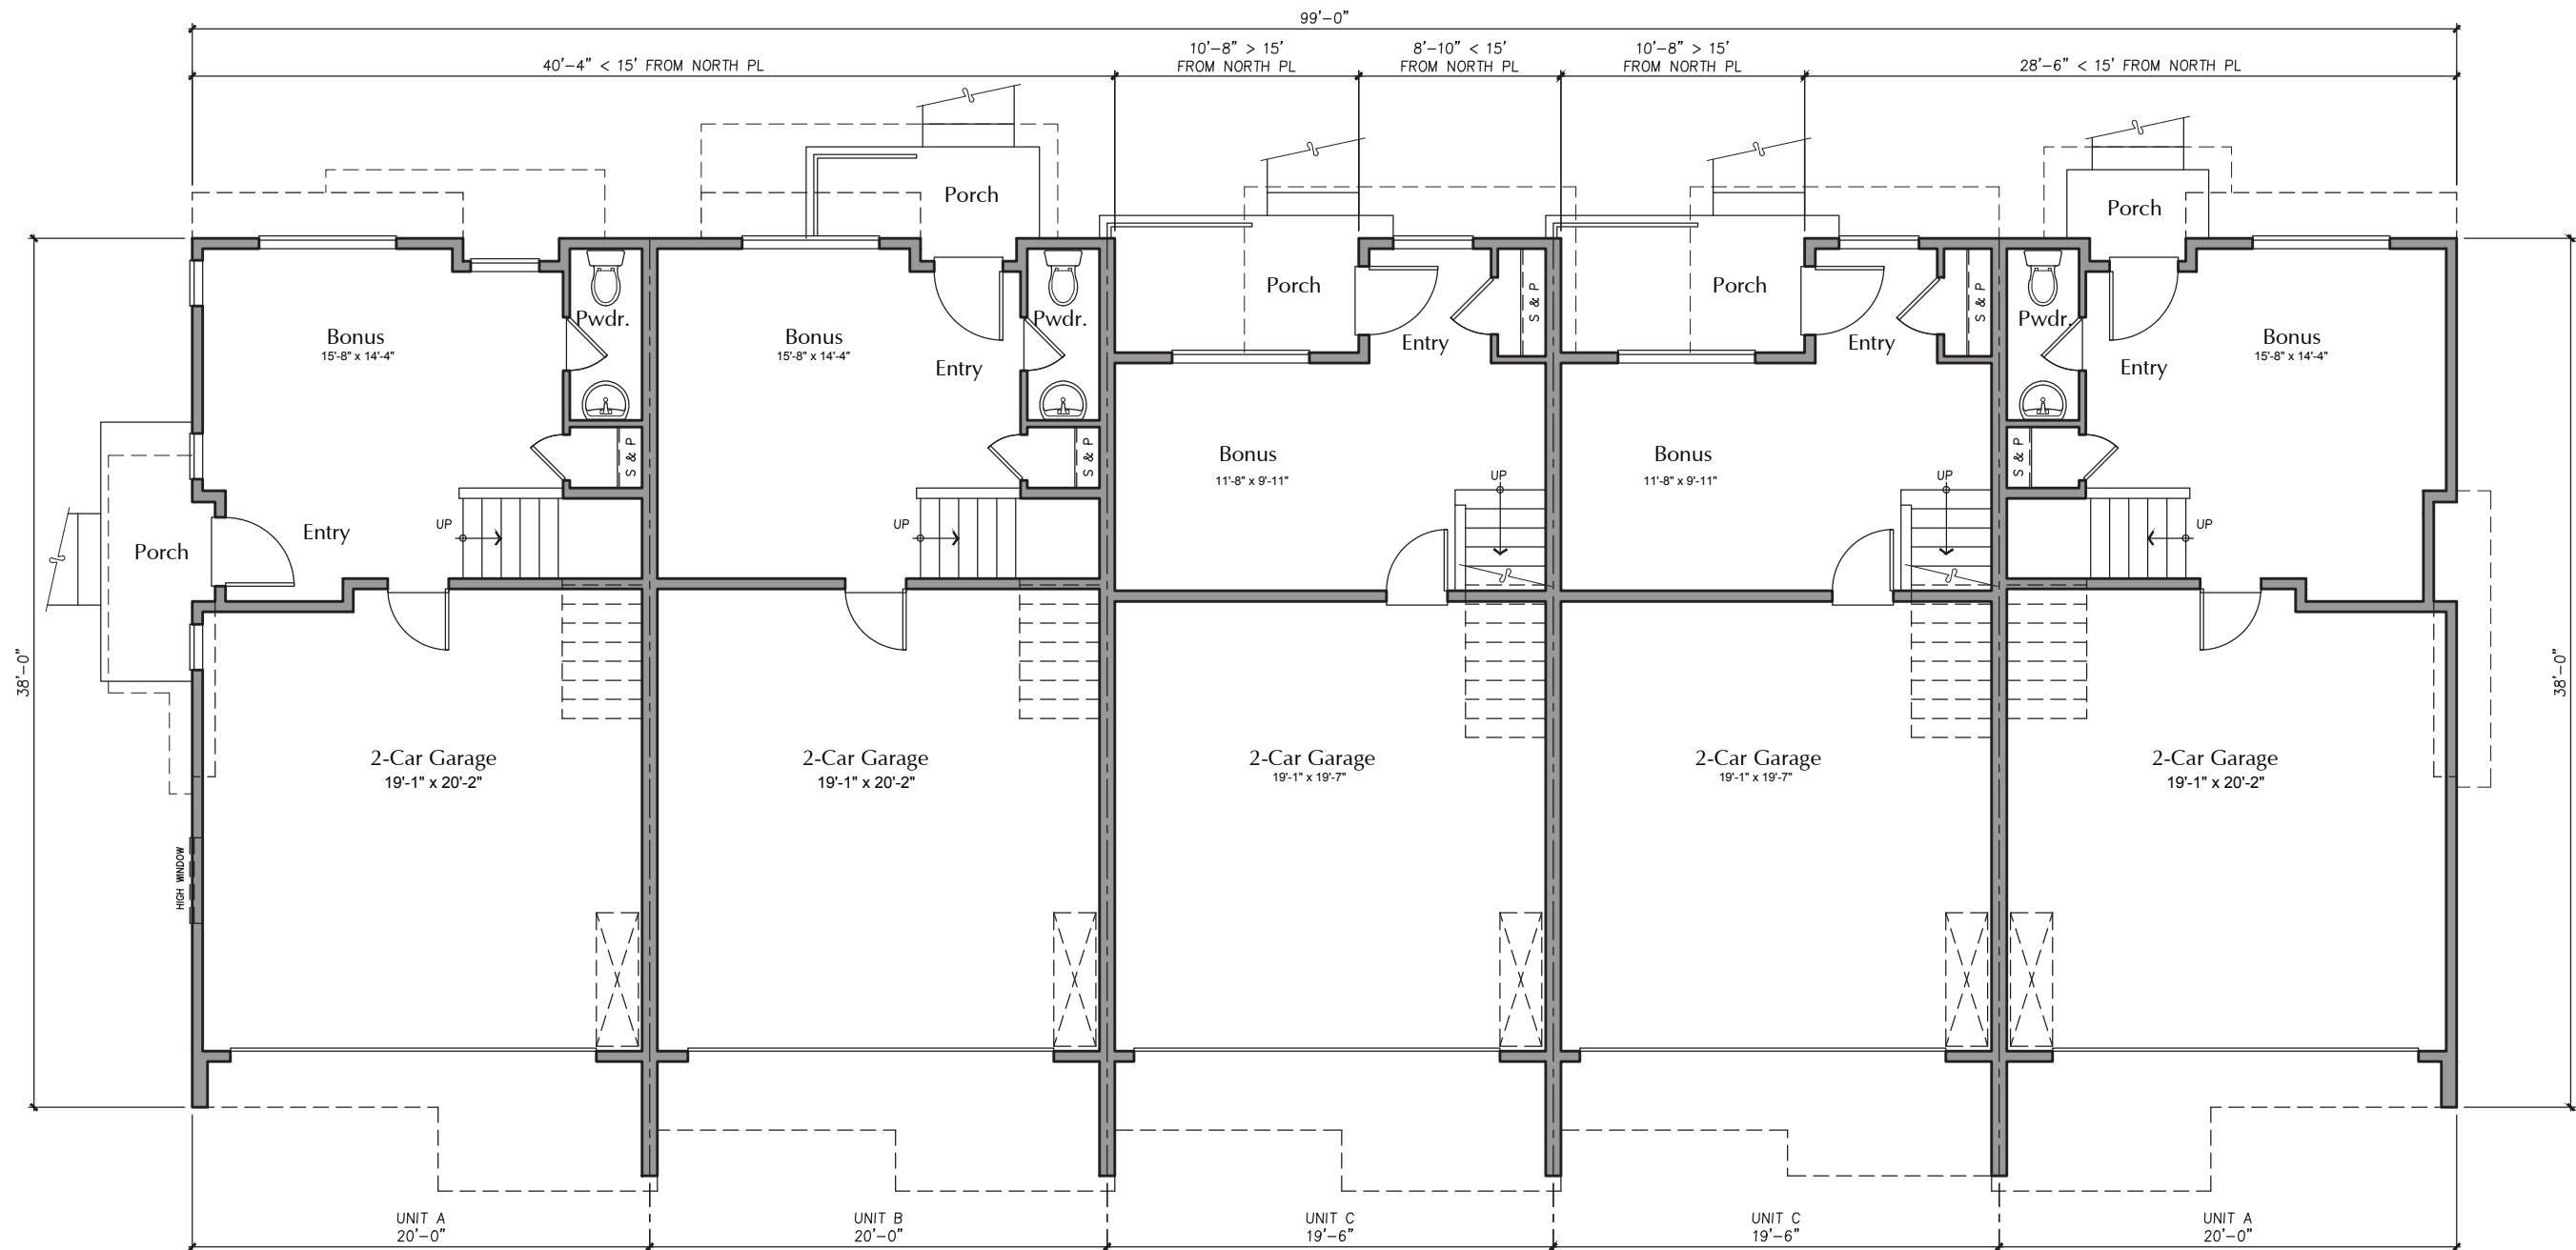 99'-0"
40'-4" < 15' FROM NORTH PL
10'-8" > 15'
FROM NORTH PL
8'-10" < 15'
FROM NORTH PL
10'-8" > 15'
FROM NORTH PL
28'-6" < 15' FROM NORTH PL
Porch
Porch
Porch
Porch
Pwdr.
Pwdr.
Pwdr.
S & P
S & P
Bonus
15'-8" x 14'-4"
Bonus
15'-8" x 14'-4"
Entry
Entry
Entry
Entry
Bonus
15'-8" x 14'-4"
S & P
S & P
S & P
Bonus
11'-8" x 9'-11"
Bonus
11'-8" x 9'-11"
UP
UP
Porch
Entry
UP
UP
UP
38'-0"
38'-0"
2-Car Garage
19'-1" x 20'-2"
2-Car Garage
19'-1" x 20'-2"
2-Car Garage
19'-1" x 19'-7"
2-Car Garage
19'-1" x 19'-7"
2-Car Garage
19'-1" x 20'-2"
HIGH WINDOW
UNIT A
20'-0"
UNIT B
20'-0"
UNIT C
19'-6"
UNIT C
19'-6"
UNIT A
20'-0"